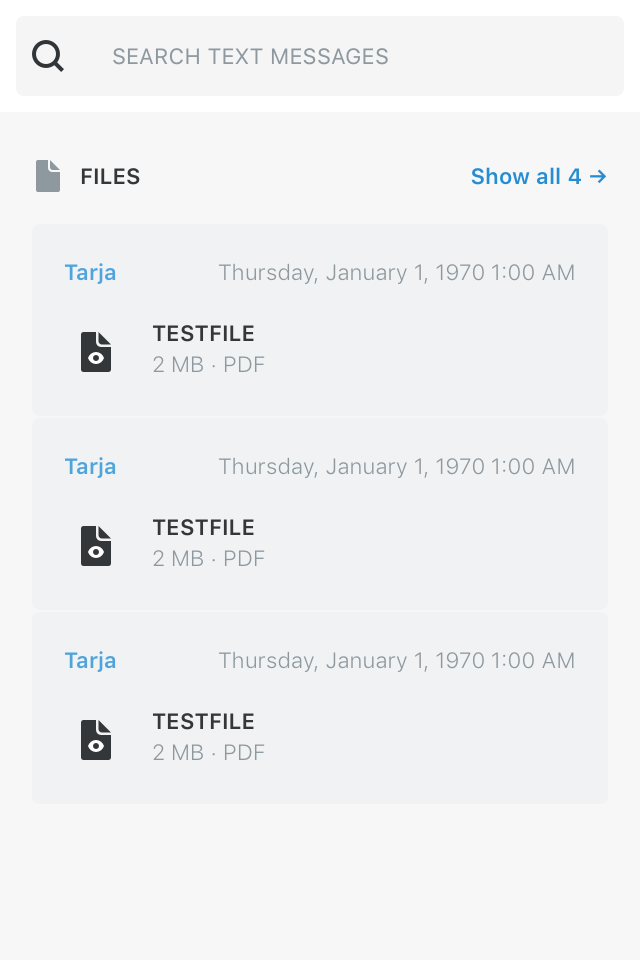 SEARCH TEXT MESSAGES
FILES
Show all 4 →
Tarja
Thursday, January 1, 1970 1:00 AM
TESTFILE
2 MB · PDF
Tarja
Thursday, January 1, 1970 1:00 AM
TESTFILE
2 MB · PDF
Tarja
Thursday, January 1, 1970 1:00 AM
TESTFILE
2 MB · PDF